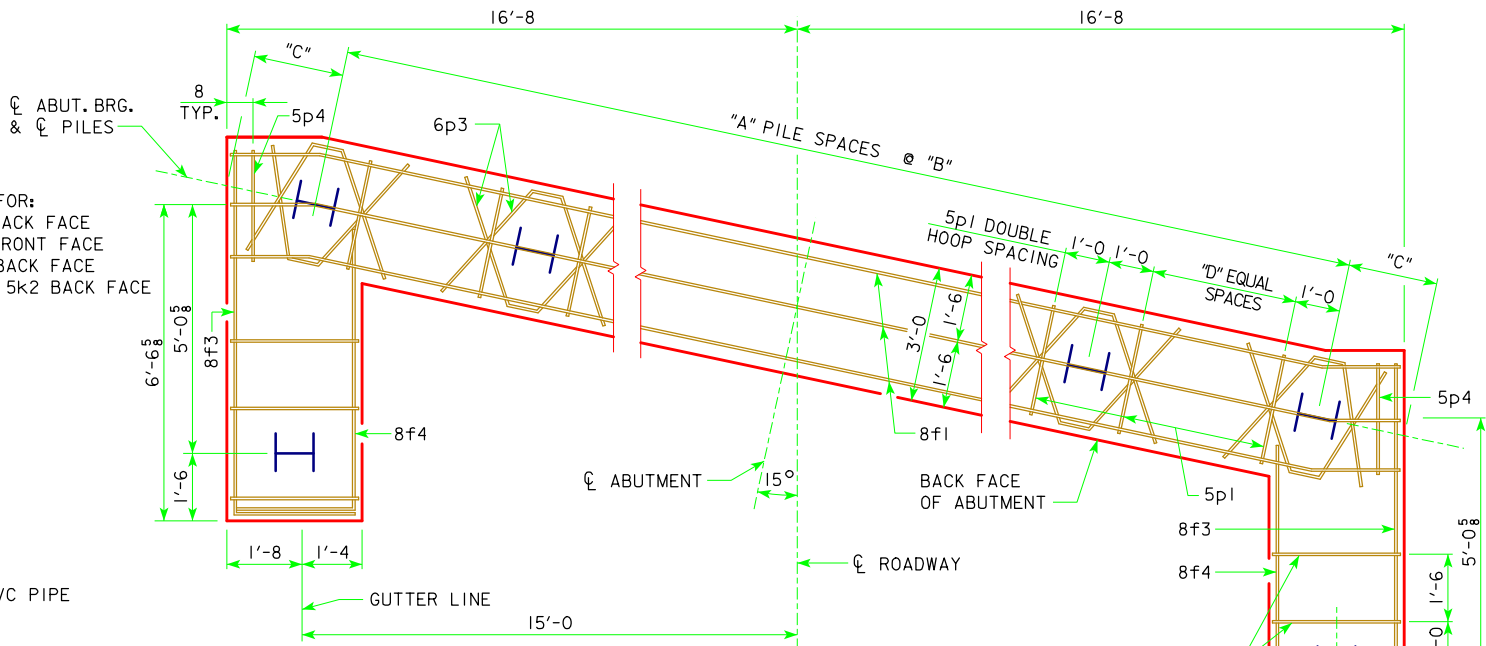 16'-8
16'-8
"C"
8
TYP.
5p4
6p3
℄ ABUT. BRG.
& ℄ PILES
"A" PILE SPACES @ "B"
FOR:
ACK FACE
RONT FACE
BACK FACE
5k2 BACK FACE
5p1 DOUBLE
HOOP SPACING
1'-0
1'-0
"D" EQUAL
SPACES
1'-0
"C"
1'-6
3'-0
1'-6
5'-0⅝
6'-6⅝
8f3
8f4
1'-6
8f1
5p4
℄ ABUTMENT
15°
BACK FACE
OF ABUTMENT
5p1
8f3
8f4
5'-0⅝
1'-6
-0
1'-8
1'-4
℄ ROADWAY
/C PIPE
GUTTER LINE
15'-0